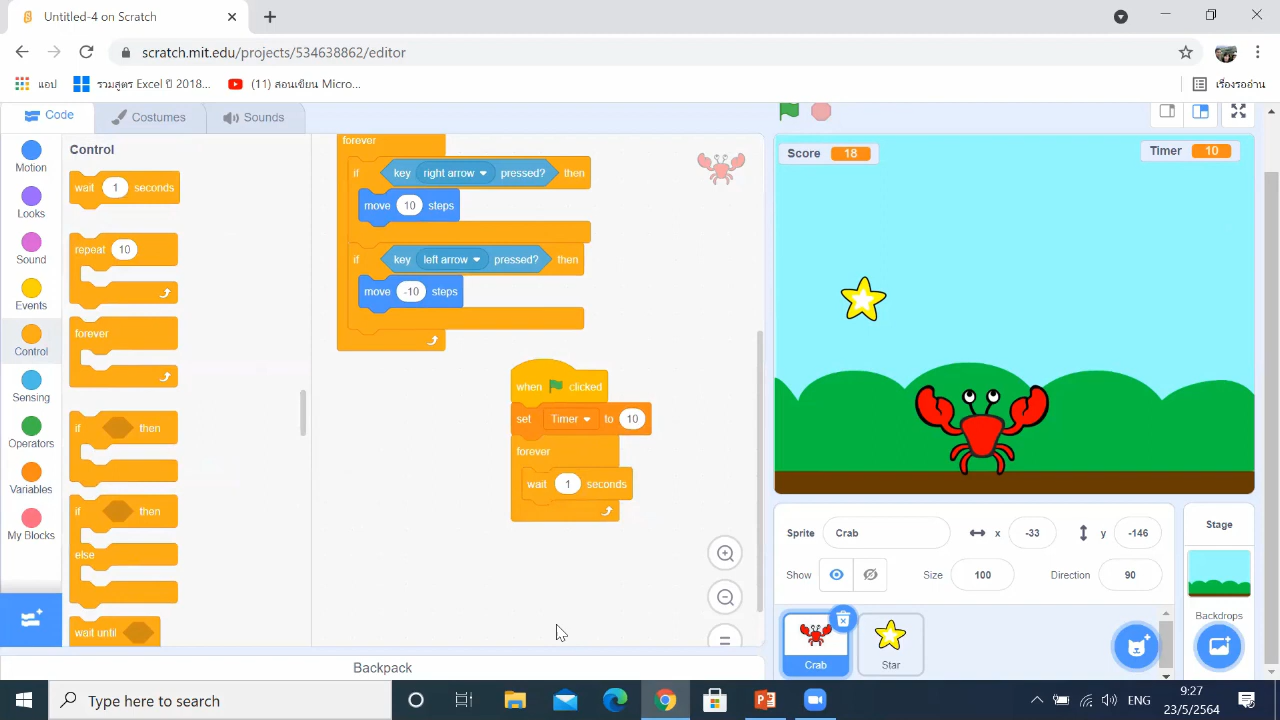 Untitled-4 on Scratch
scratch.mit.edu/projects/534638862/editor
แอป
รวมสูตร Excel ปี 2018...
(11) สอนเขียน Micro...
เรื่องรออ่าน
Code
Costumes
Sounds
Motion
Looks
Sound
Events
Control
Sensing
Operators
Variables
My Blocks
Control
wait 1 seconds
repeat 10
forever
if then
if then
else
wait until
forever
if key right arrow pressed? then
move 10 steps
if key left arrow pressed? then
move -10 steps
when clicked
set Timer to 10
forever
wait 1 seconds
Score 18
Timer 10
Sprite Crab x -33 y -146
Show Size 100 Direction 90
Crab
Star
Stage
Backdrops
Backpack
Type here to search
ENG
9:27
23/5/2564